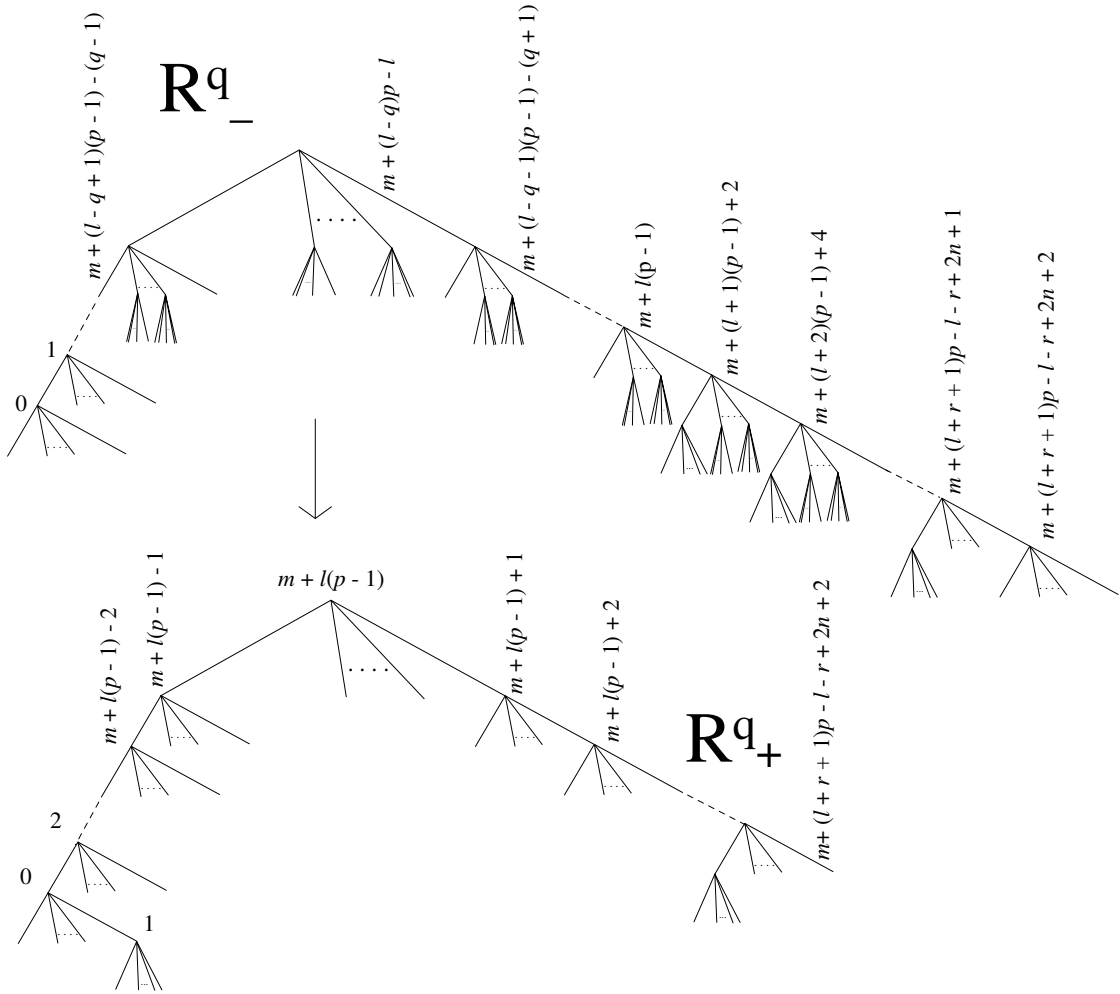 R^q_-
m + (l - q + 1)(p - 1) - (q - 1)
m + (l - q)p - l
m + (l - q - 1)(p - 1) - (q + 1)
m + l(p - 1)
m + (l + 1)(p - 1) + 2
m + (l + 2)(p - 1) + 4
m + (l + r + 1)p - l - r + 2n + 1
m + (l + r + 1)p - l - r + 2n + 2
. . . .
1
0
m + l(p - 1)
m + l(p - 1) - 2
m + l(p - 1) - 1
m + l(p - 1) + 1
m + l(p - 1) + 2
m+ (l + r + 1)p - l - r + 2n + 2
. . . .
R^q_+
2
0
1